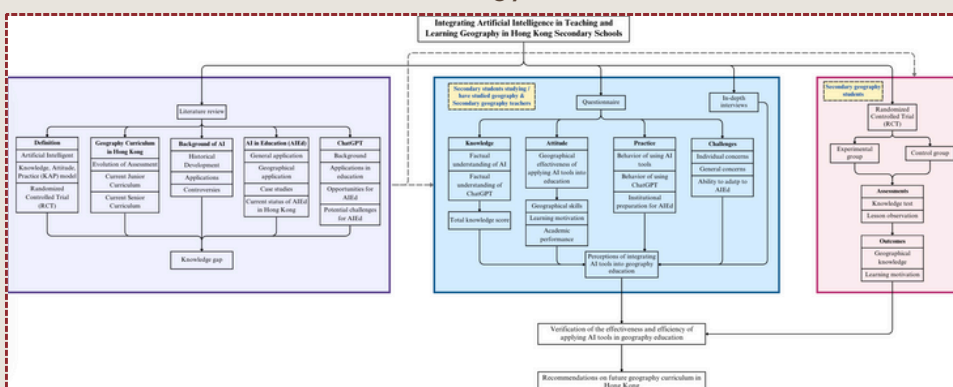 Integrating Artificial Intelligence in Teaching and
Learning Geography in Hong Kong Secondary Schools
Literature review
Definition
Artificial Intelligent
Knowledge, Attitude,
Practice (KAP) model
Randomized
Controlled Trial
(RCT)
Geography Curriculum
in Hong Kong
Evolution of Assessment
Current Junior
Curriculum
Current Senior
Curriculum
Background of AI
Historical
Development
Applications
Controversies
AI in Education (AIEd)
General application
Geographical
application
Case studies
Current status of AIEd
in Hong Kong
ChatGPT
Background
Applications in
education
Opportunities for
AIEd
Potential challenges
for AIEd
Knowledge gap
Secondary students studying /
have studied geography &
Secondary geography teachers
Questionnaire
In-depth
interviews
Knowledge
Factual
understanding of AI
Factual
understanding of
ChatGPT
Total knowledge score
Attitude
Geographical
effectiveness of
applying AI tools into
education
Geographical skills
Learning motivation
Academic
performance
Practice
Behavior of using AI
tools
Behavior of using
ChatGPT
Institutional
preparation for AIEd
Challenges
Individual concerns
General concerns
Ability to adapt to
AIEd
Perceptions of integrating
AI tools into geography
education
Secondary geography
students
Randomized
Controlled Trial
(RCT)
Experimental
group
Control group
Assessments
Knowledge test
Lesson observation
Outcomes
Geographical
knowledge
Learning motivation
Verification of the effectiveness and efficiency of
applying AI tools in geography education
Recommendations on future geography curriculum in
Hong Kong